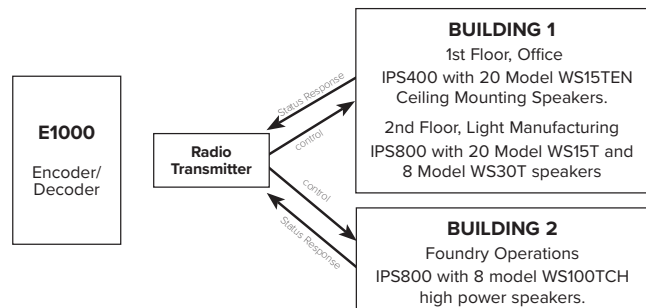 E1000
Encoder/
Decoder
Radio
Transmitter
Status Response
control
control
Status Response
BUILDING 1
1st Floor, Office
IPS400 with 20 Model WS15TEN
Ceiling Mounting Speakers.
2nd Floor, Light Manufacturing
IPS800 with 20 Model WS15T and
8 Model WS30T speakers
BUILDING 2
Foundry Operations
IPS800 with 8 model WS100TCH
high power speakers.